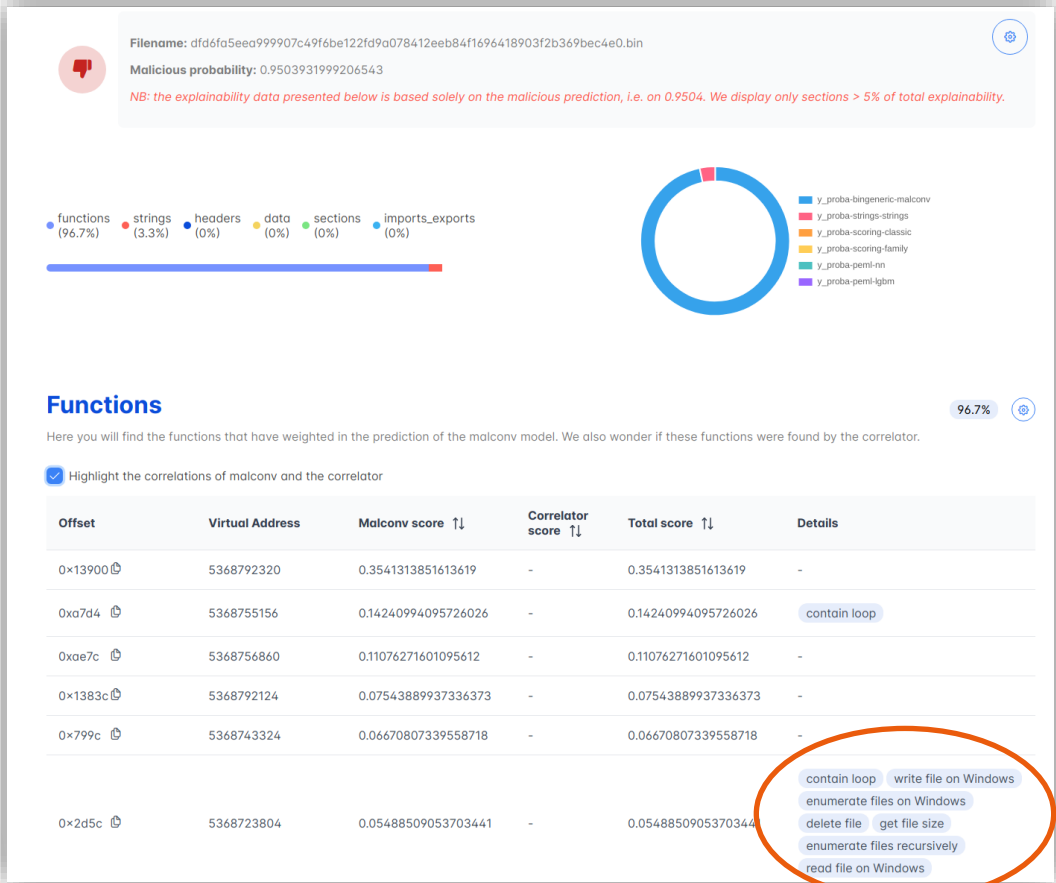 Filename: dfd6fa5eea999907c49f6be122fd9a078412eeb84f1696418903f2b369bec4e0.bin
Malicious probability: 0.9503931999206543
NB: the explainability data presented below is based solely on the malicious prediction, i.e. on 0.9504. We display only sections > 5% of total explainability.
functions (96.7%)
strings (3.3%)
headers (0%)
data (0%)
sections (0%)
imports_exports (0%)
y_proba-bingeneric-malconv
y_proba-strings-strings
y_proba-scoring-classic
y_proba-scoring-family
y_proba-peml-nn
y_proba-peml-lgbm
Functions
96.7%
Here you will find the functions that have weighted in the prediction of the malconv model. We also wonder if these functions were found by the correlator.
Highlight the correlations of malconv and the correlator
Offset Virtual Address Malconv score Correlator score Total score Details
0x13900 5368792320 0.3541313851613619 - 0.3541313851613619 -
0xa7d4 5368755156 0.14240994095726026 - 0.14240994095726026 contain loop
0xae7c 5368756860 0.11076271601095612 - 0.11076271601095612 -
0x1383c 5368792124 0.07543889937336373 - 0.07543889937336373 -
0x799c 5368743324 0.06670807339558718 - 0.06670807339558718 -
0x2d5c 5368723804 0.05488509053703441 - 0.05488509053703441
contain loop write file on Windows
enumerate files on Windows
delete file get file size
enumerate files recursively
read file on Windows